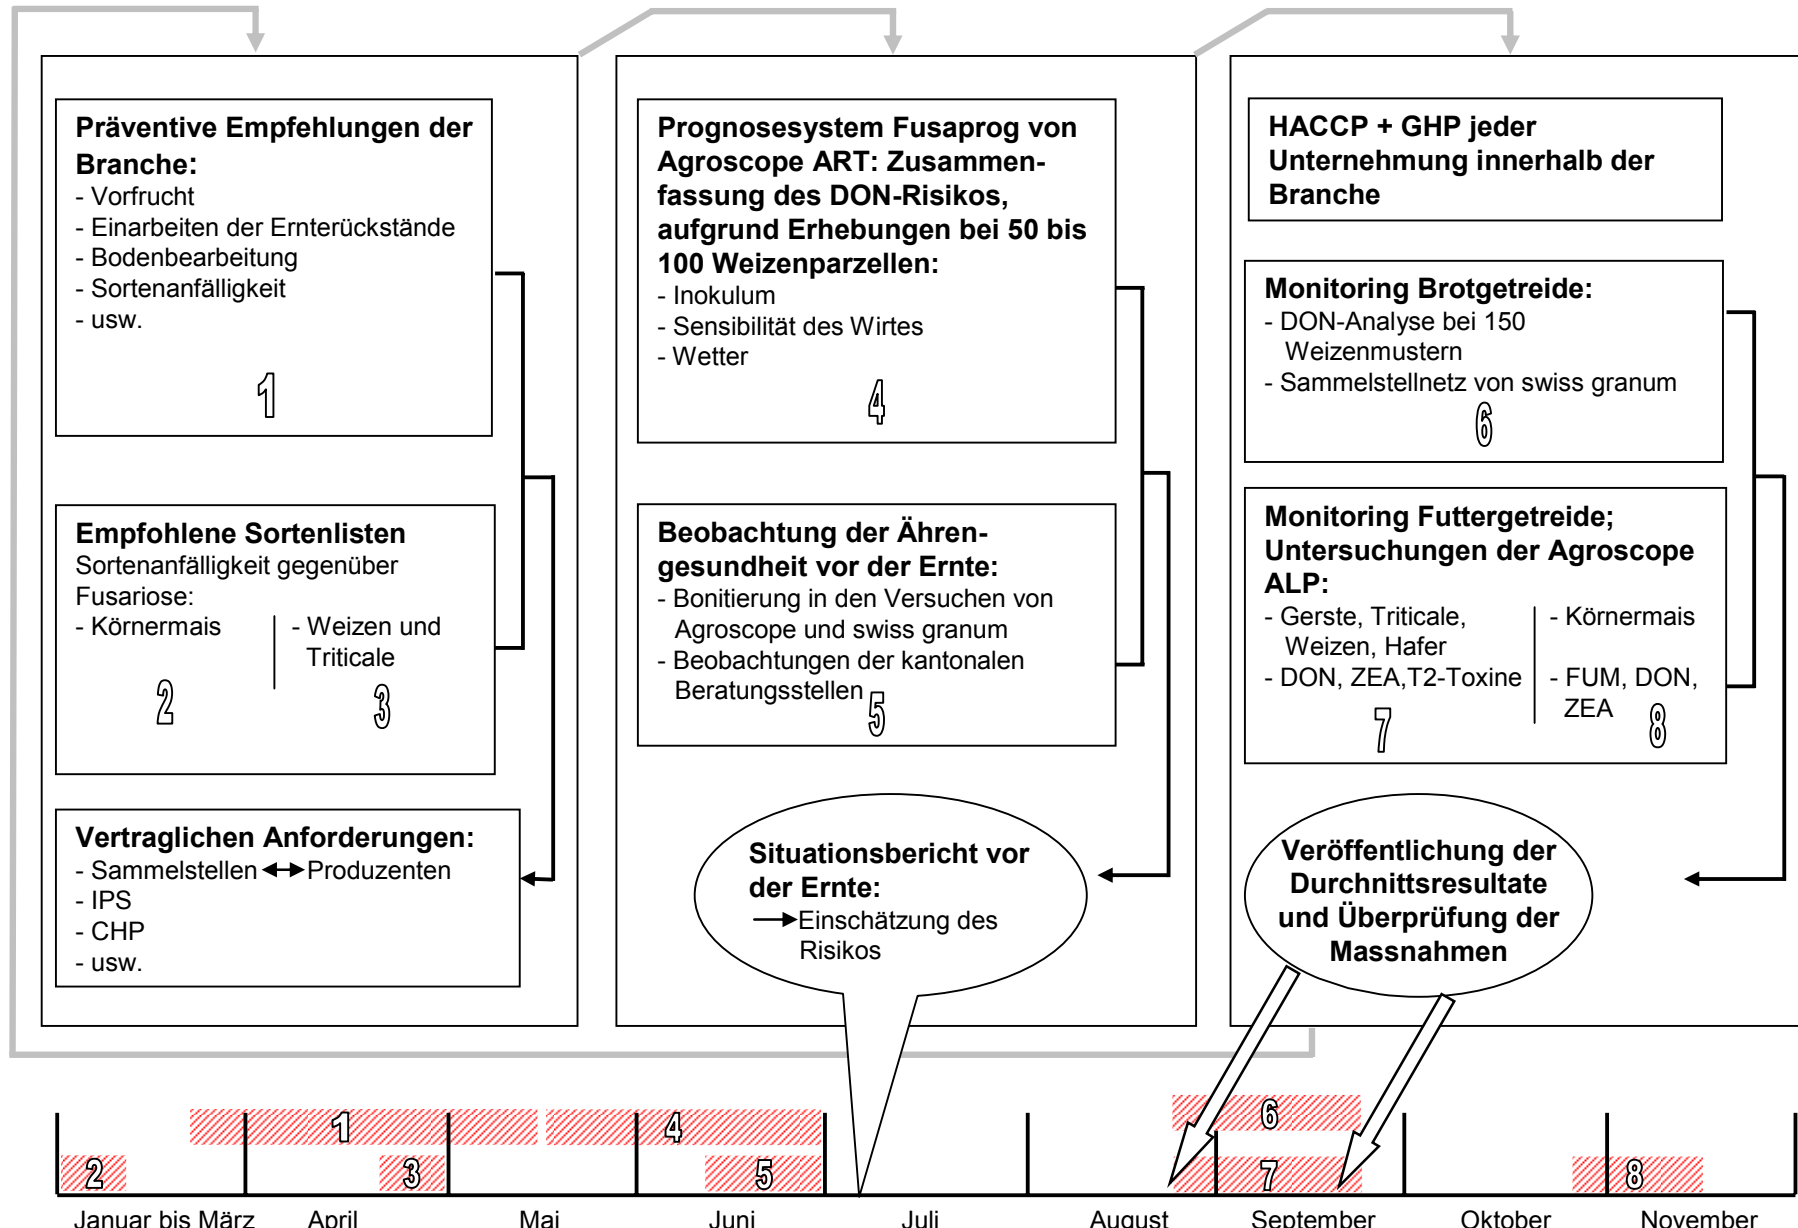 Präventive Empfehlungen der
Branche:
- Vorfrucht
- Einarbeiten der Ernterückstände
- Bodenbearbeitung
- Sortenanfälligkeit
- usw.
1
Empfohlene Sortenlisten
Sortenanfälligkeit gegenüber
Fusariose:
- Körnermais
2
- Weizen und
Triticale
3
Vertraglichen Anforderungen:
- Sammelstellen ↔ Produzenten
- IPS
- CHP
- usw.
Prognosesystem Fusaprog von
Agroscope ART: Zusammen-
fassung des DON-Risikos,
aufgrund Erhebungen bei 50 bis
100 Weizenparzellen:
- Inokulum
- Sensibilität des Wirtes
- Wetter
4
Beobachtung der Ähren-
gesundheit vor der Ernte:
- Bonitierung in den Versuchen von
Agroscope und swiss granum
- Beobachtungen der kantonalen
Beratungsstellen
5
Situationsbericht vor
der Ernte:
→ Einschätzung des
Risikos
HACCP + GHP jeder
Unternehmung innerhalb der
Branche
Monitoring Brotgetreide:
- DON-Analyse bei 150
Weizenmustern
- Sammelstellnetz von swiss granum
6
Monitoring Futtergetreide;
Untersuchungen der Agroscope
ALP:
- Gerste, Triticale,
Weizen, Hafer
- DON, ZEA,T2-Toxine
7
- Körnermais
- FUM, DON,
ZEA
8
Veröffentlichung der
Durchnittsresultate
und Überprüfung der
Massnahmen
1
4
6
2
3
5
7
8
Januar bis März April Mai Juni Juli August September Oktober November